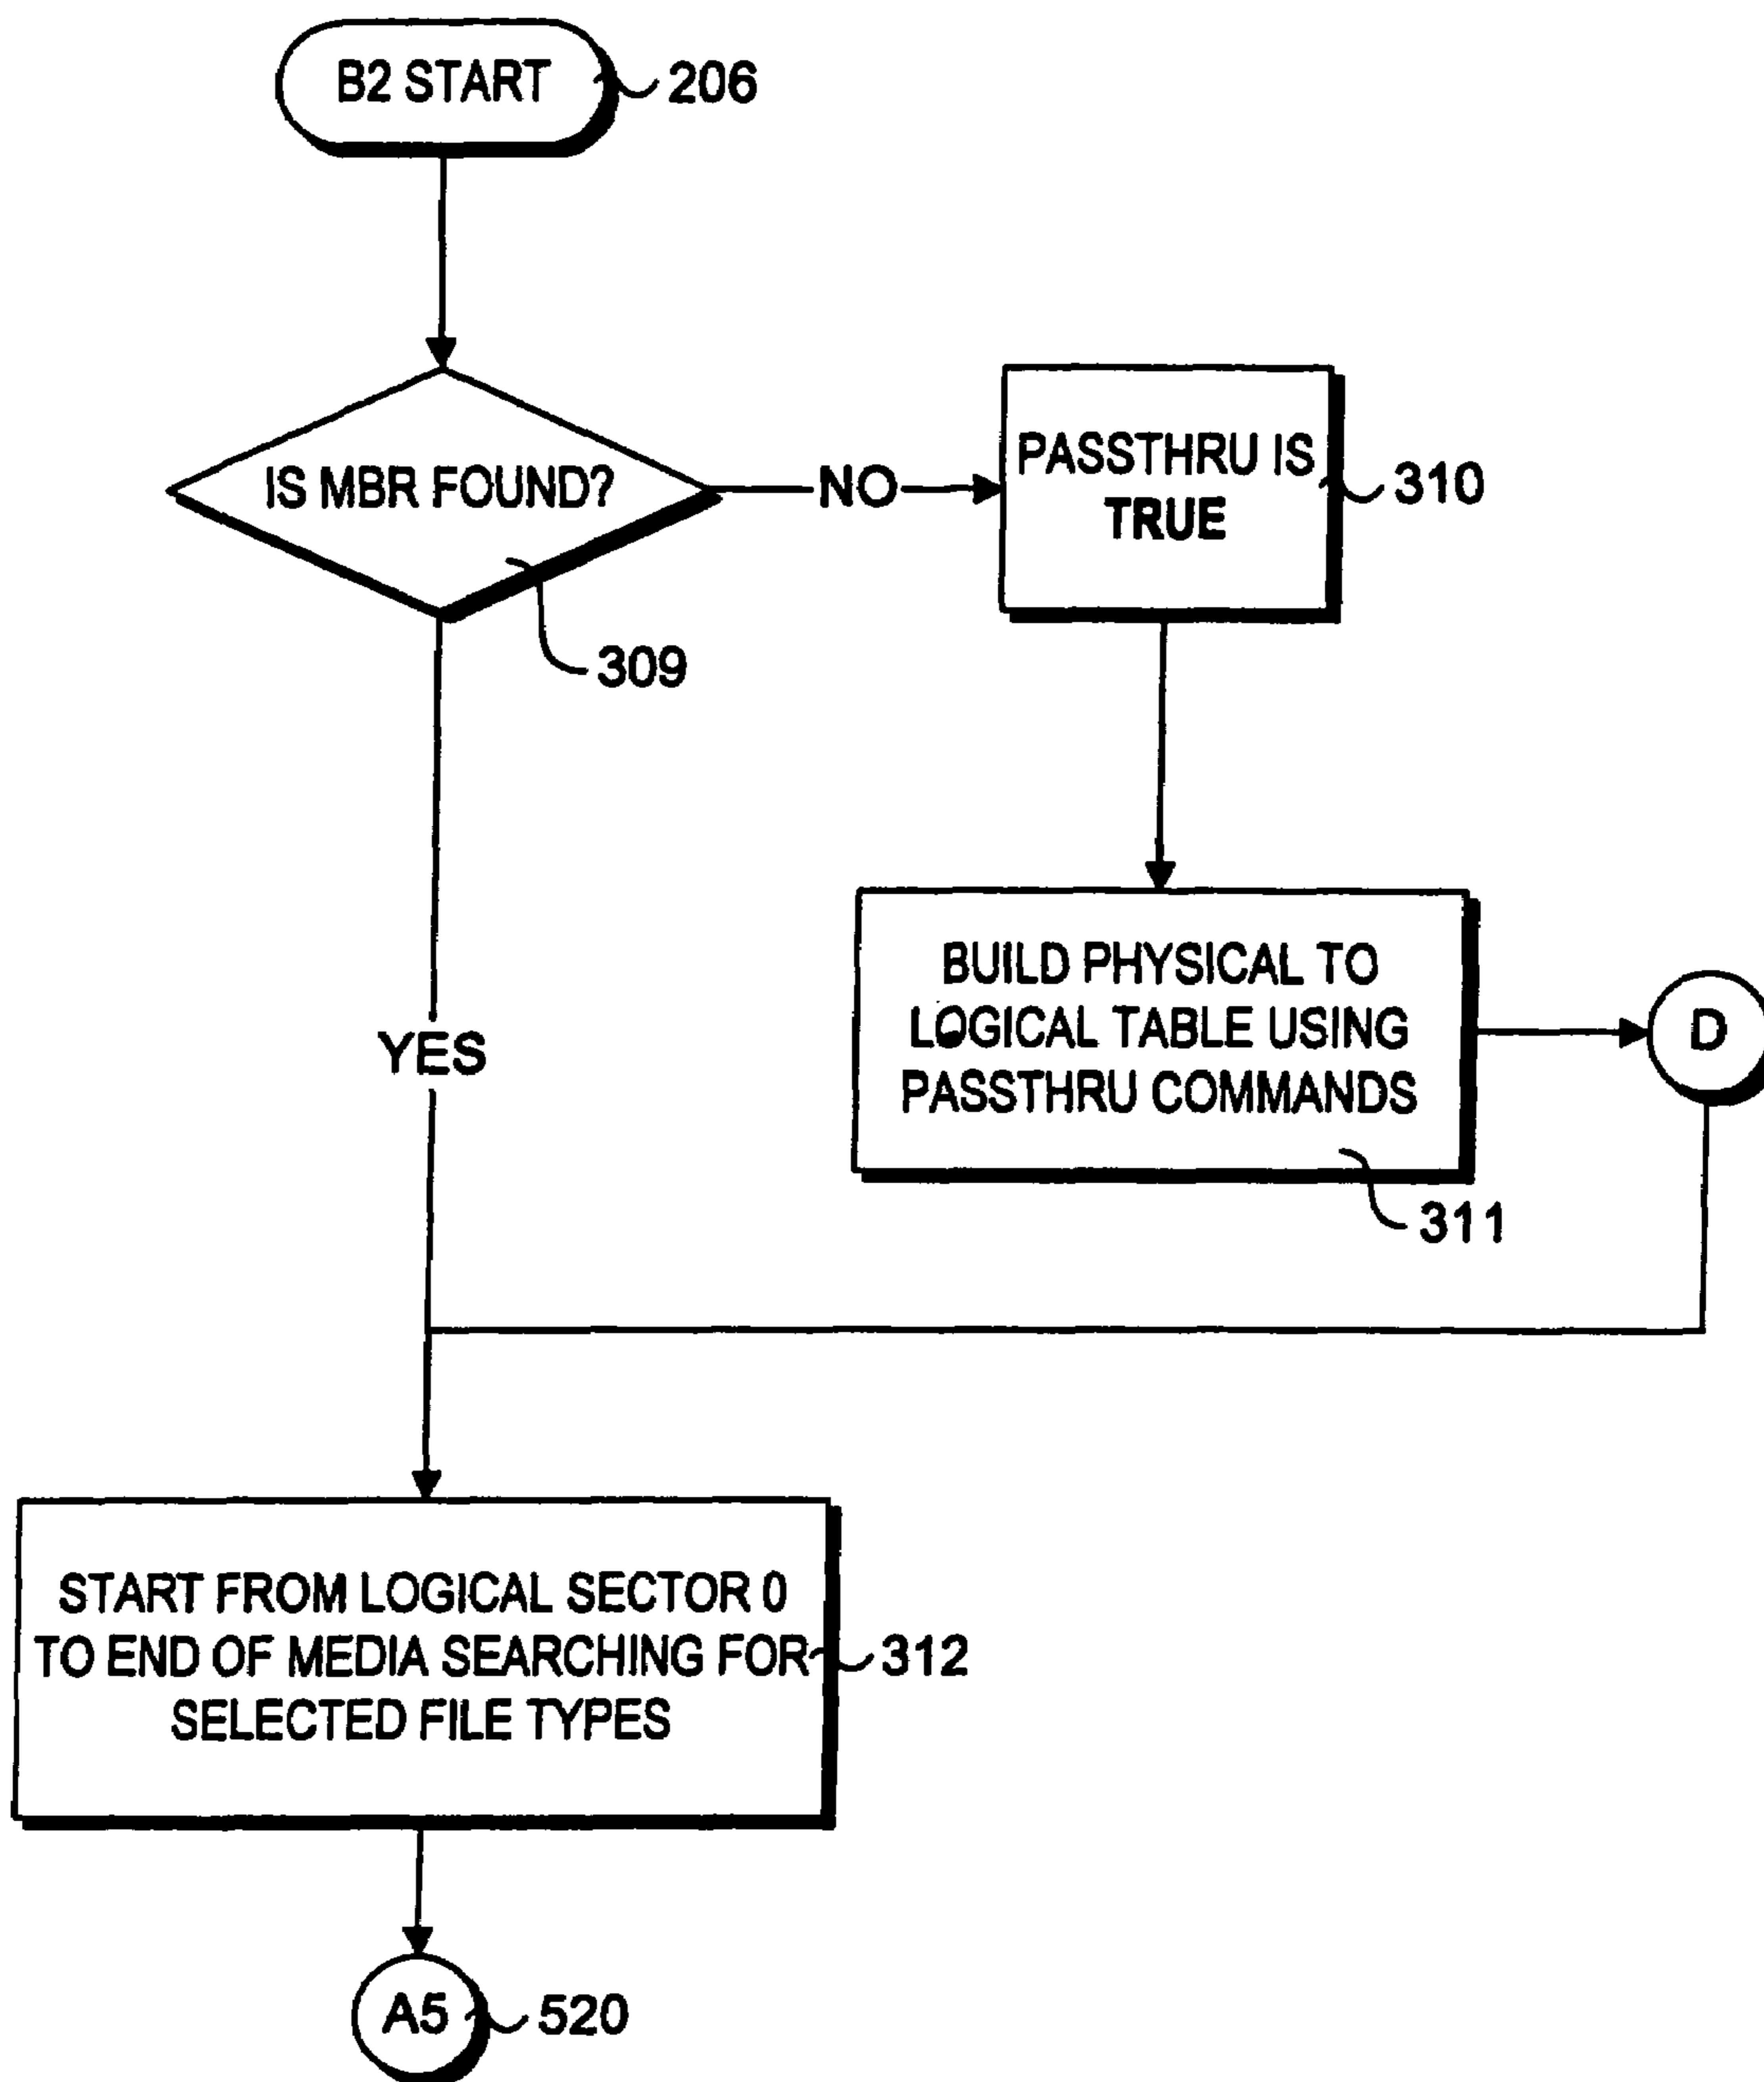 B2 START
206
IS MBR FOUND?
NO
PASSTHRU IS
TRUE
310
309
YES
BUILD PHYSICAL TO
LOGICAL TABLE USING
PASSTHRU COMMANDS
D
311
START FROM LOGICAL SECTOR 0
TO END OF MEDIA SEARCHING FOR
SELECTED FILE TYPES
312
A5
520